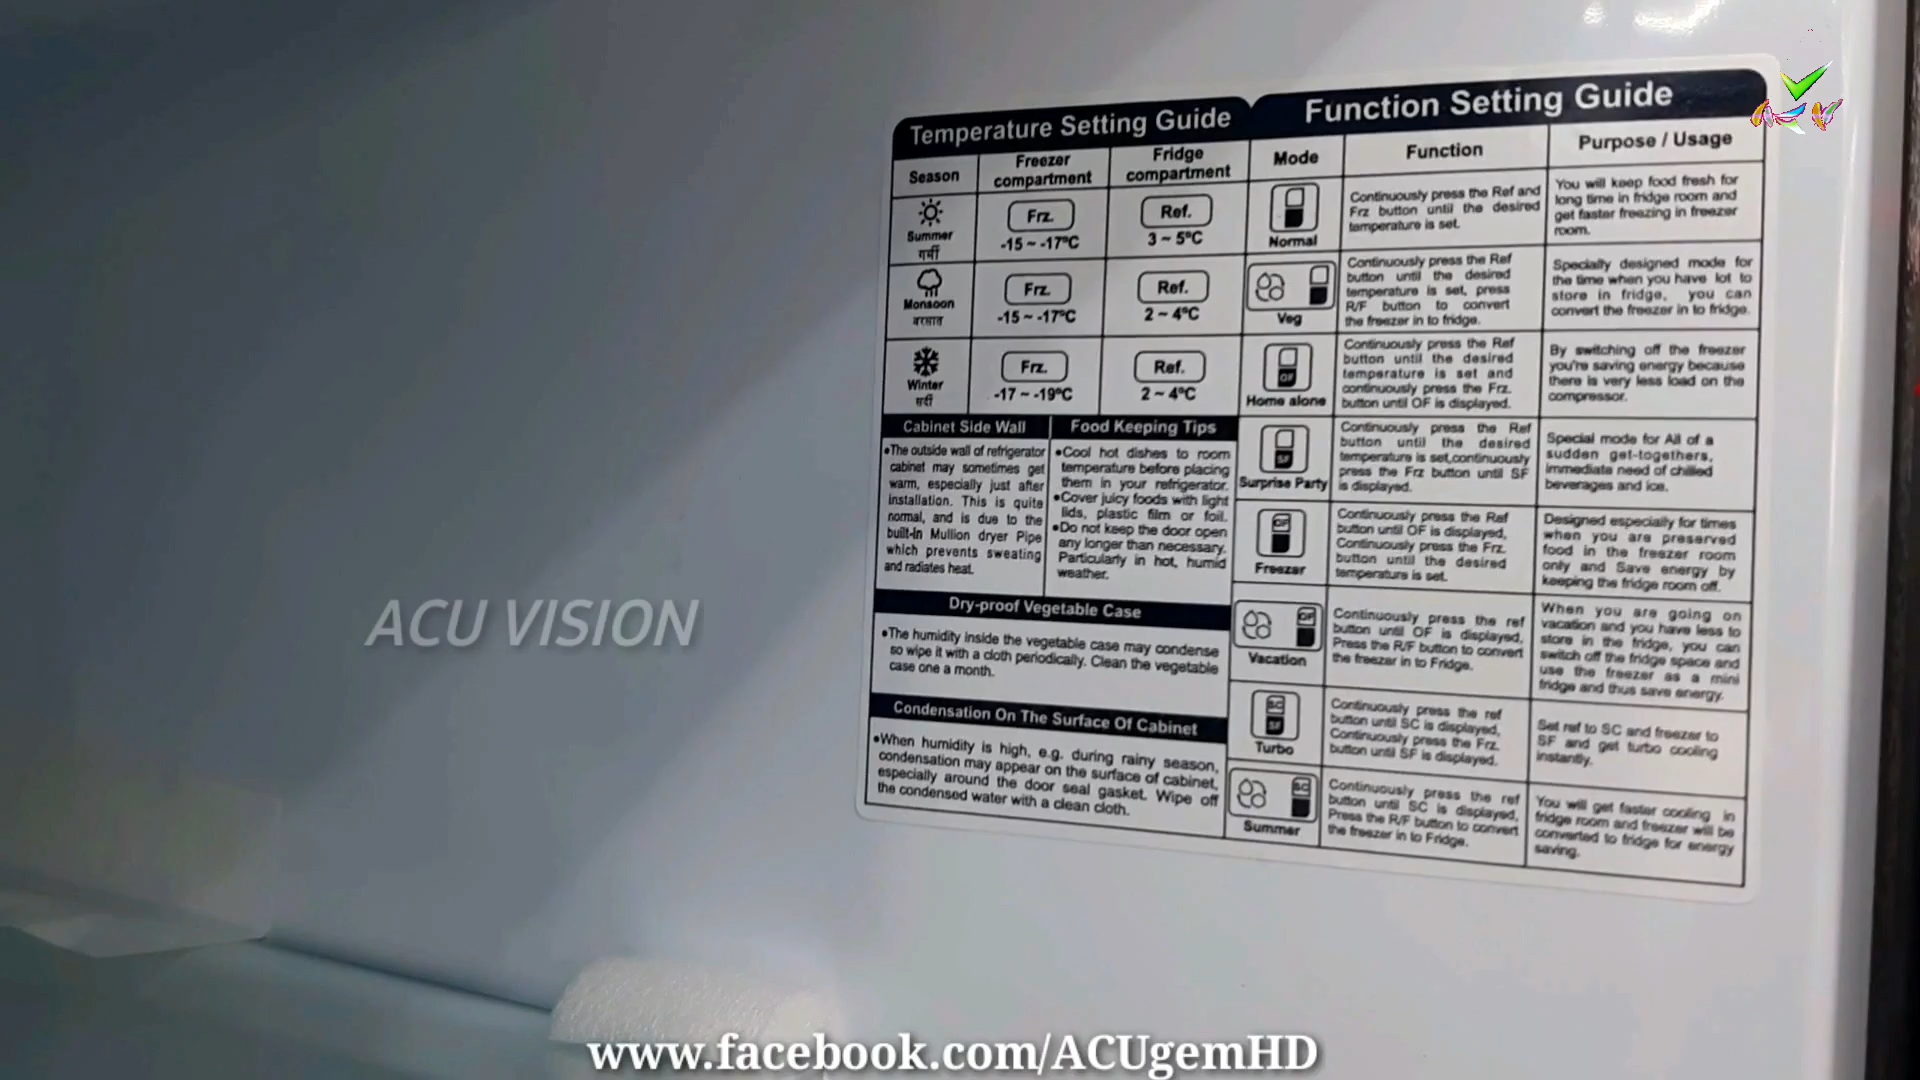 Temperature Setting Guide
Season
Freezer
compartment
Fridge
compartment
Summer
गर्मी
Frz.
-15 ~ -17°C
Ref.
3 ~ 5°C
Monsoon
बरसात
Frz.
-15 ~ -17°C
Ref.
2 ~ 4°C
Winter
सर्दी
Frz.
-17 ~ -19°C
Ref.
2 ~ 4°C
Cabinet Side Wall
•The outside wall of refrigerator
cabinet may sometimes get
warm, especially just after
installation. This is quite
normal, and is due to the
built-in Mullion dryer Pipe
which prevents sweating
and radiates heat.
Food Keeping Tips
•Cool hot dishes to room
temperature before placing
them in your refrigerator.
•Cover juicy foods with light
lids, plastic film or foil.
•Do not keep the door open
any longer than necessary.
Particularly in hot, humid
weather.
Dry-proof Vegetable Case
•The humidity inside the vegetable case may condense
so wipe it with a cloth periodically. Clean the vegetable
case one a month.
Condensation On The Surface Of Cabinet
•When humidity is high, e.g. during rainy season,
condensation may appear on the surface of cabinet,
especially around the door seal gasket. Wipe off
the condensed water with a clean cloth.
Function Setting Guide
Mode
Function
Purpose / Usage
Normal
Continuously press the Ref and
Frz button until the desired
temperature is set.
You will keep food fresh for
long time in fridge room and
get faster freezing in freezer
room.
Veg
Continuously press the Ref
button until the desired
temperature is set, press
R/F button to convert
the freezer in to fridge.
Specially designed mode for
the time when you have lot to
store in fridge, you can
convert the freezer in to fridge.
OF
Home alone
Continuously press the Ref
button until the desired
temperature is set and
continuously press the Frz.
button until OF is displayed.
By switching off the freezer
you're saving energy because
there is very less load on the
compressor.
SF
Surprise Party
Continuously press the Ref
button until the desired
temperature is set,continuously
press the Frz button until SF
is displayed.
Special mode for All of a
sudden get-togethers,
immediate need of chilled
beverages and ice.
OF
Freezer
Continuously press the Ref
button until OF is displayed,
Continuously press the Frz.
button until the desired
temperature is set.
Designed especially for times
when you are preserved
food in the freezer room
only and Save energy by
keeping the fridge room off.
OF
Vacation
Continuously press the ref
button until OF is displayed,
Press the R/F button to convert
the freezer in to Fridge.
When you are going on
vacation and you have less to
store in the fridge, you can
switch off the fridge space and
use the freezer as a mini
fridge and thus save energy.
SC
SF
Turbo
Continuously press the ref
button until SC is displayed,
Continuously press the Frz.
button until SF is displayed.
Set ref to SC and freezer to
SF and get turbo cooling
instantly.
SC
Summer
Continuously press the ref
button until SC is displayed,
Press the R/F button to convert
the freezer in to Fridge.
You will get faster cooling in
fridge room and freezer will be
converted to fridge for energy
saving.
ACU VISION
www.facebook.com/ACUgemHD